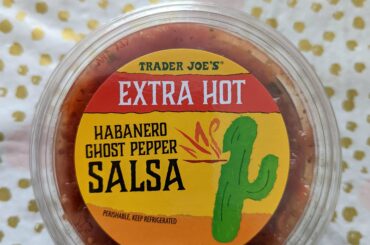 TRADER JOE'S
EXTRA HOT
HABANERO
GHOST PEPPER
SALSA
PERISHABLE, KEEP REFRIGERATED